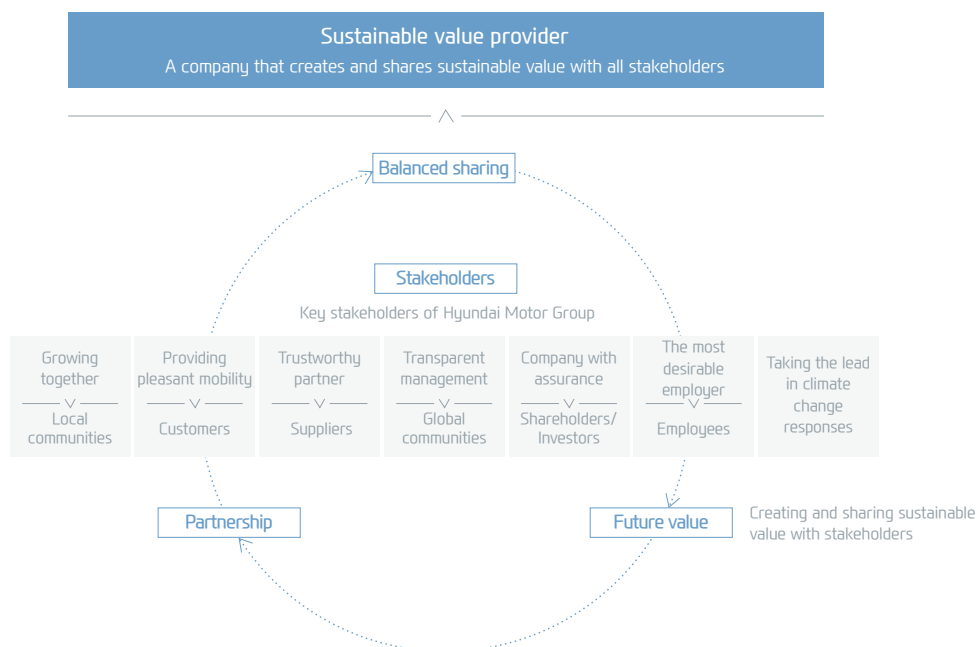 Sustainable value provider
A company that creates and shares sustainable value with all stakeholders
Balanced sharing
Stakeholders
Key stakeholders of Hyundai Motor Group
Growing
together
Local
communities
Providing
pleasant mobility
Customers
Trustworthy
partner
Suppliers
Transparent
management
Global
communities
Company with
assurance
Shareholders/
Investors
The most
desirable
employer
Employees
Taking the lead
in climate
change
responses
Partnership
Future value
Creating and sharing sustainable
value with stakeholders